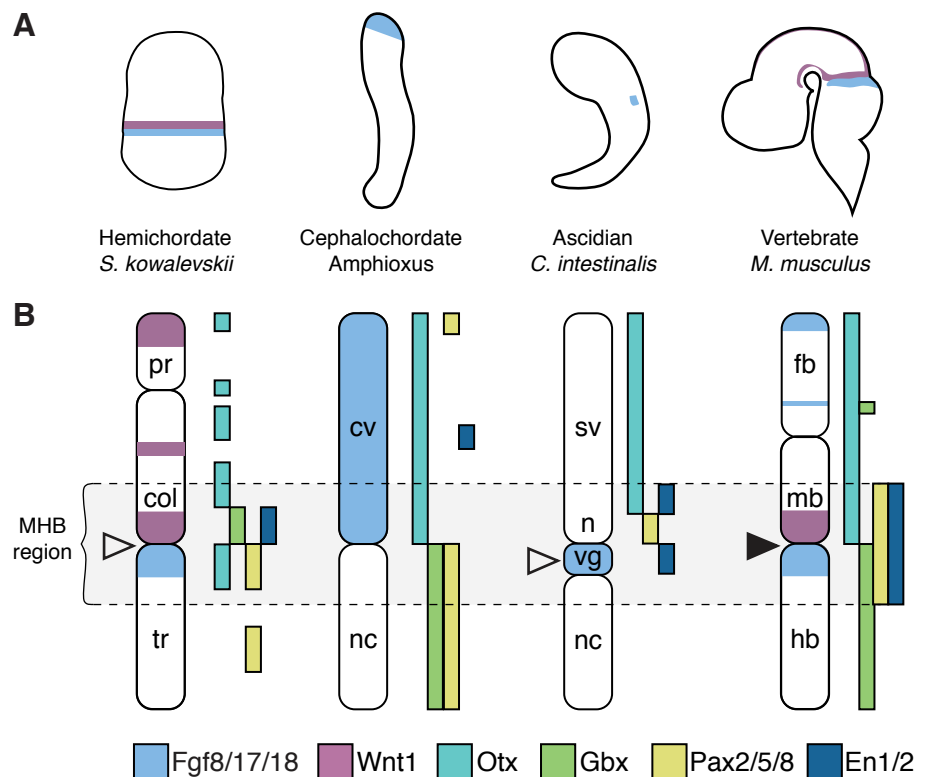 A
Hemichordate
S. kowalevskii
Cephalochordate
Amphioxus
Ascidian
C. intestinalis
Vertebrate
M. musculus
B
pr
col
tr
cv
nc
sv
n
vg
nc
fb
mb
hb
MHB
region
Fgf8/17/18 Wnt1 Otx Gbx Pax2/5/8 En1/2